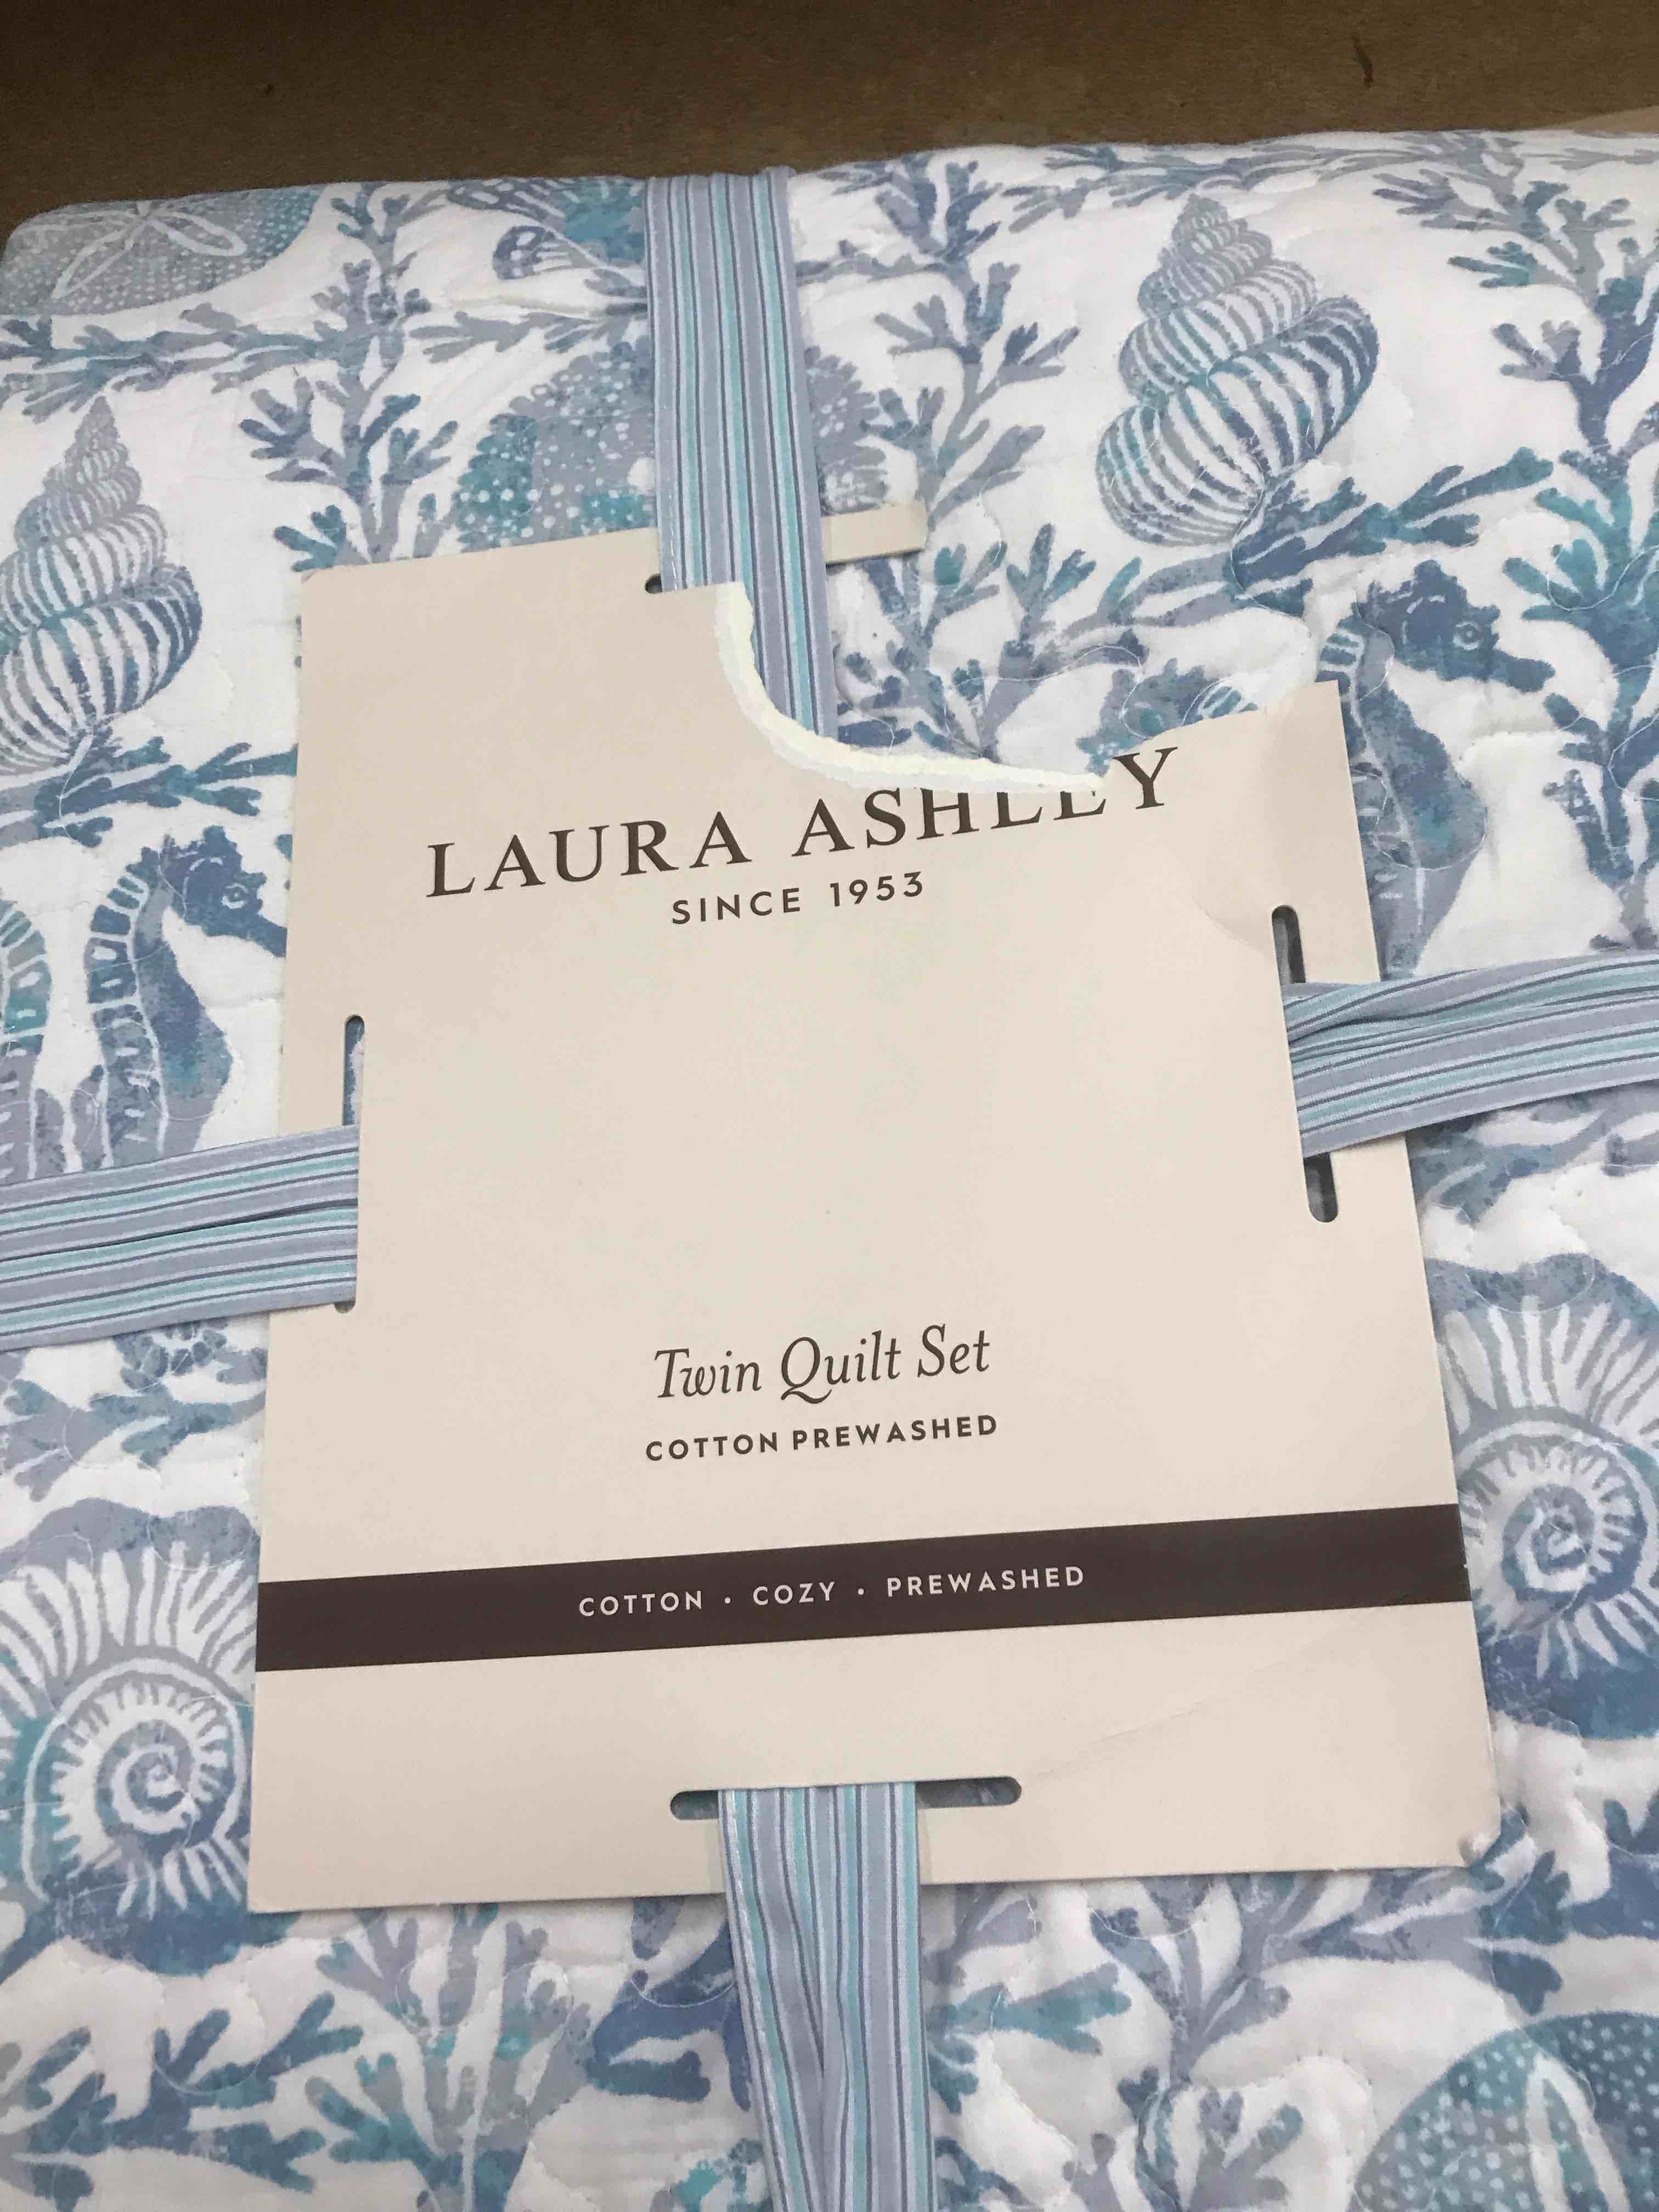 LAURA ASHLEY
SINCE 1953
Twin Quilt Set
COTTON PREWASHED
COTTON · COZY · PREWASHED